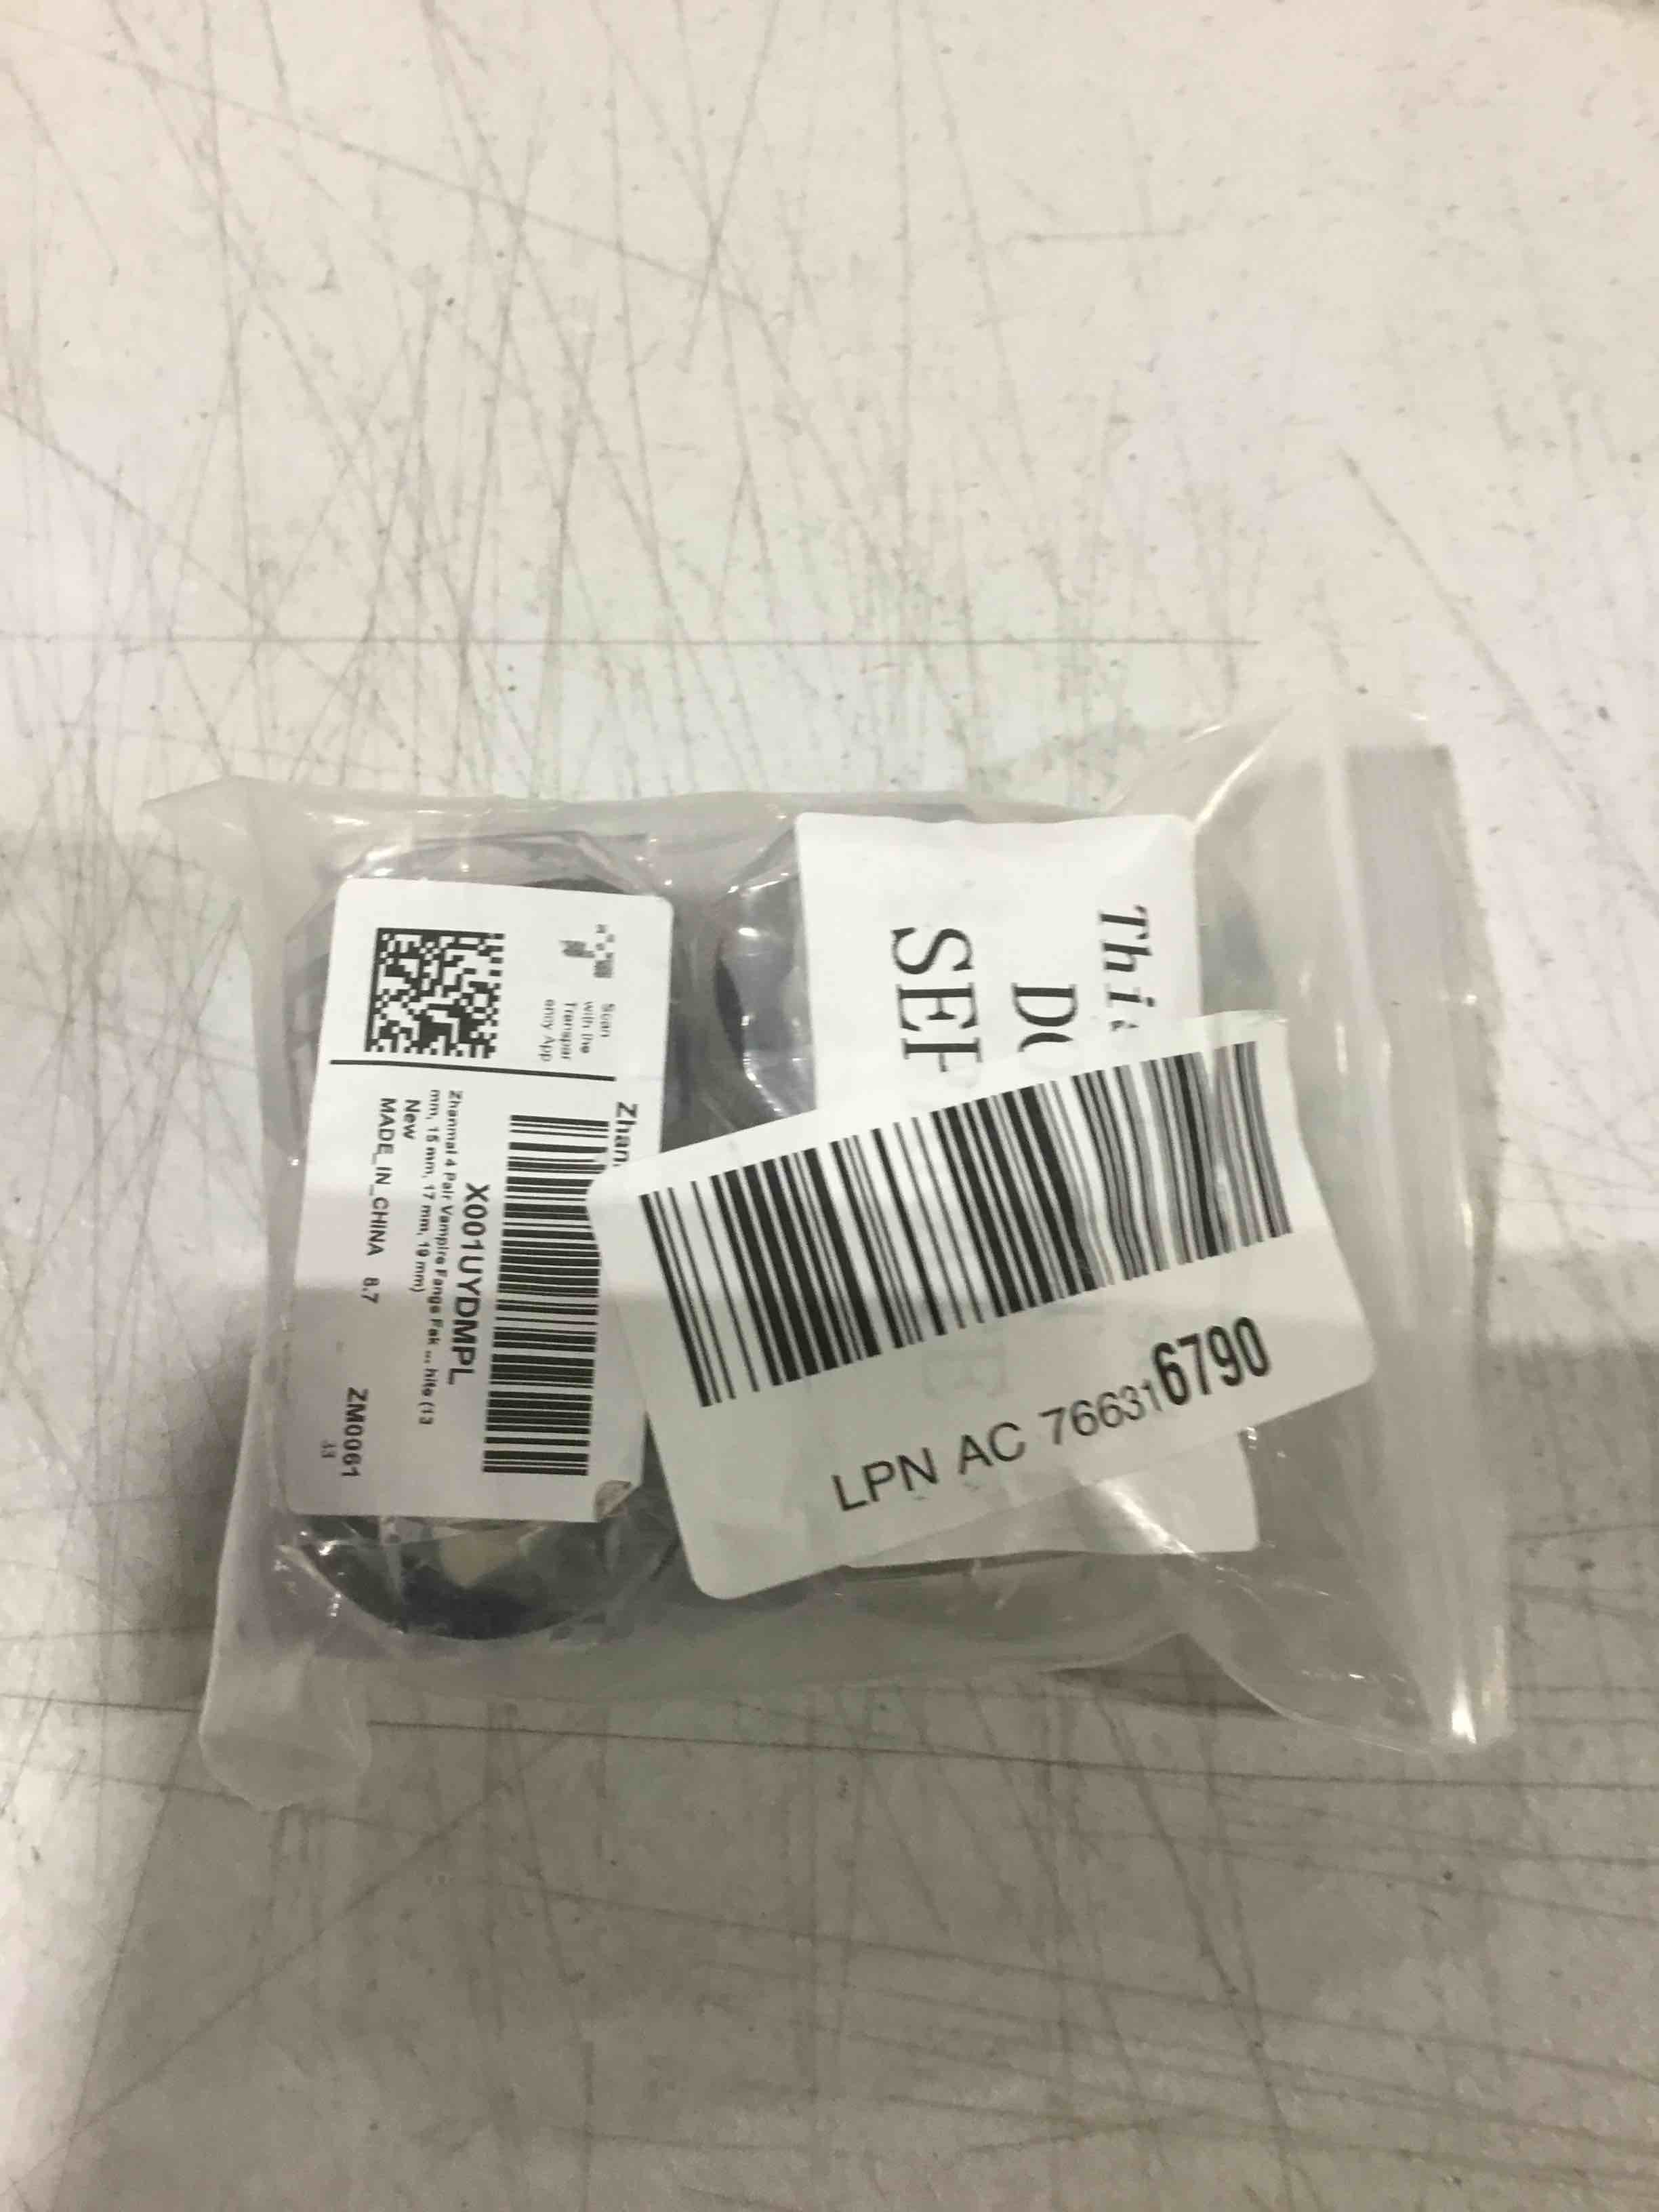 Scan
with the
Transpar
ency App
Zhan
X001UYDMPL
Zhanmai 4 Pair Vampire Fangs Fak ... hite (13
mm, 15 mm, 17 mm, 19 mm)
New
MADE_IN_CHINA 8.7
ZM0061
Thi
DO
SEP
LPN AC 766316790